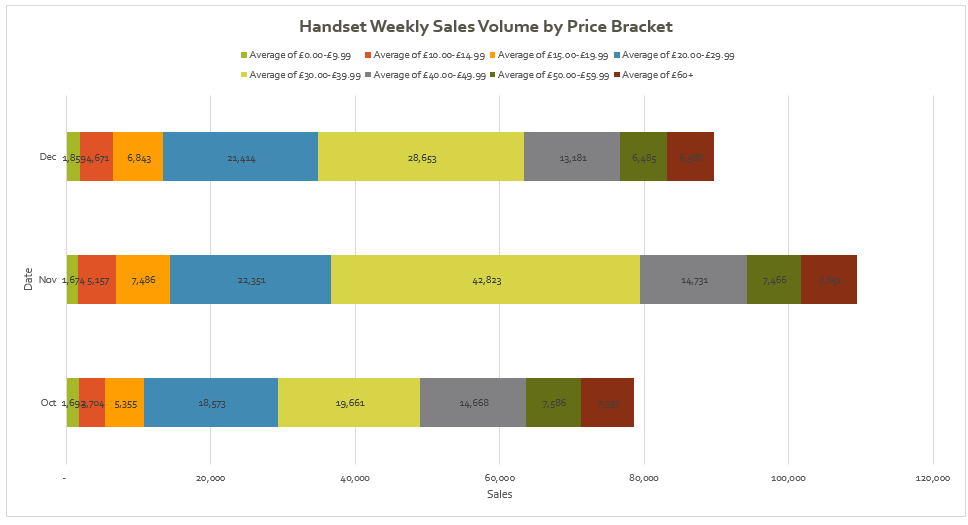 Handset Weekly Sales Volume by Price Bracket
Average of £0.00-£9.99 Average of £10.00-£14.99 Average of £15.00-£19.99 Average of £20.00-£29.99
Average of £30.00-£39.99 Average of £40.00-£49.99 Average of £50.00-£59.99 Average of £60+
Dec 1,859 4,671 6,843 21,414 28,653 13,181 6,485
Date
Nov 1,674 5,157 7,486 22,351 42,823 14,731 7,466
Oct 3,704 5,355 18,573 19,661 14,668 7,586
- 20,000 40,000 60,000 80,000 100,000 120,000
Sales